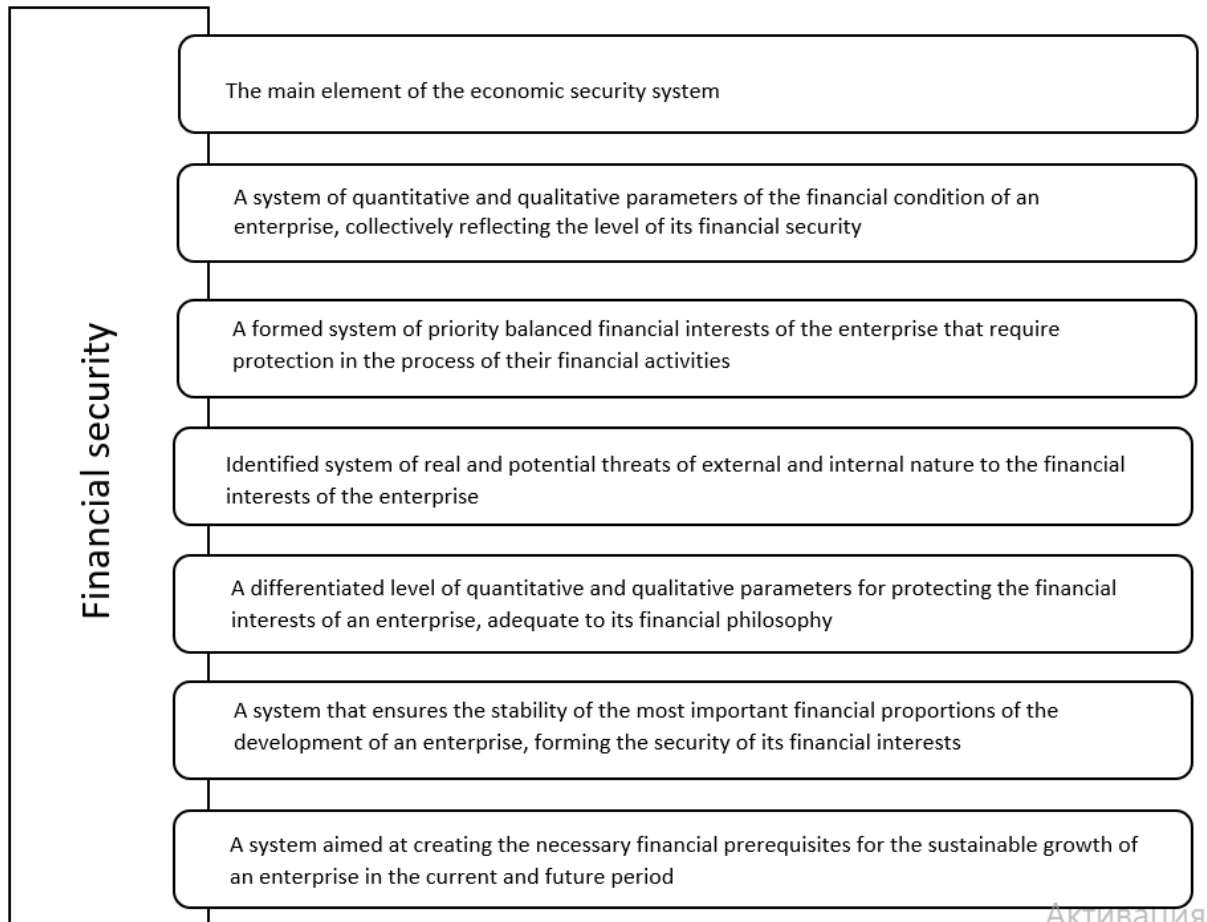 Financial security
The main element of the economic security system
A system of quantitative and qualitative parameters of the financial condition of an
enterprise, collectively reflecting the level of its financial security
A formed system of priority balanced financial interests of the enterprise that require
protection in the process of their financial activities
Identified system of real and potential threats of external and internal nature to the financial
interests of the enterprise
A differentiated level of quantitative and qualitative parameters for protecting the financial
interests of an enterprise, adequate to its financial philosophy
A system that ensures the stability of the most important financial proportions of the
development of an enterprise, forming the security of its financial interests
A system aimed at creating the necessary financial prerequisites for the sustainable growth of
an enterprise in the current and future period
Активация